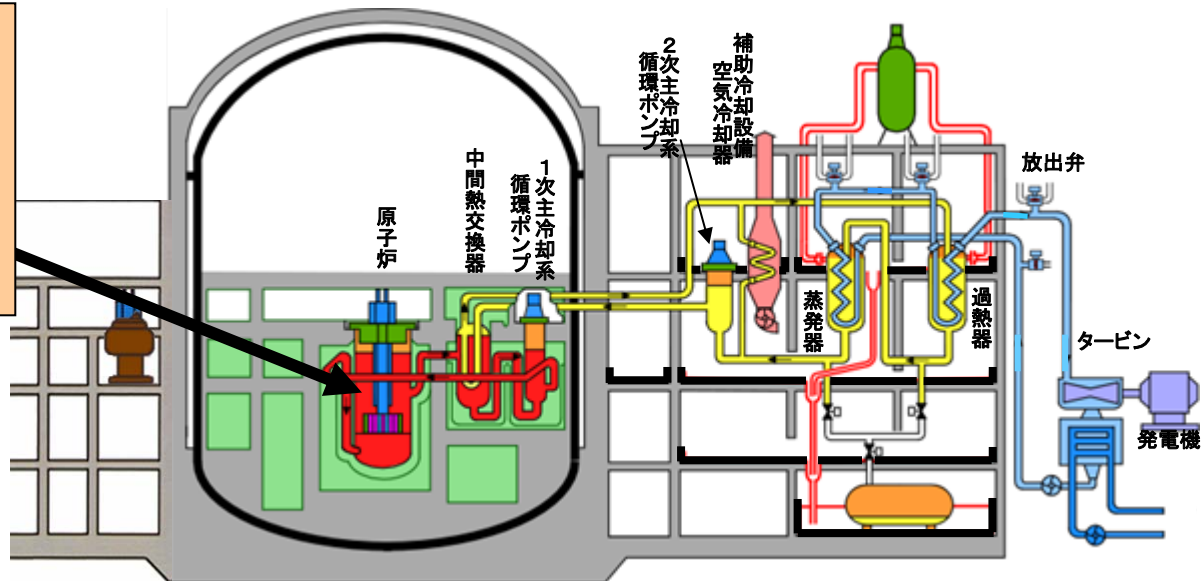 原子炉
中間熱交換器
1次主冷却系
循環ポンプ
2次主冷却系
循環ポンプ
補助冷却設備
空気冷却器
蒸発器
過熱器
放出弁
タービン
発電機